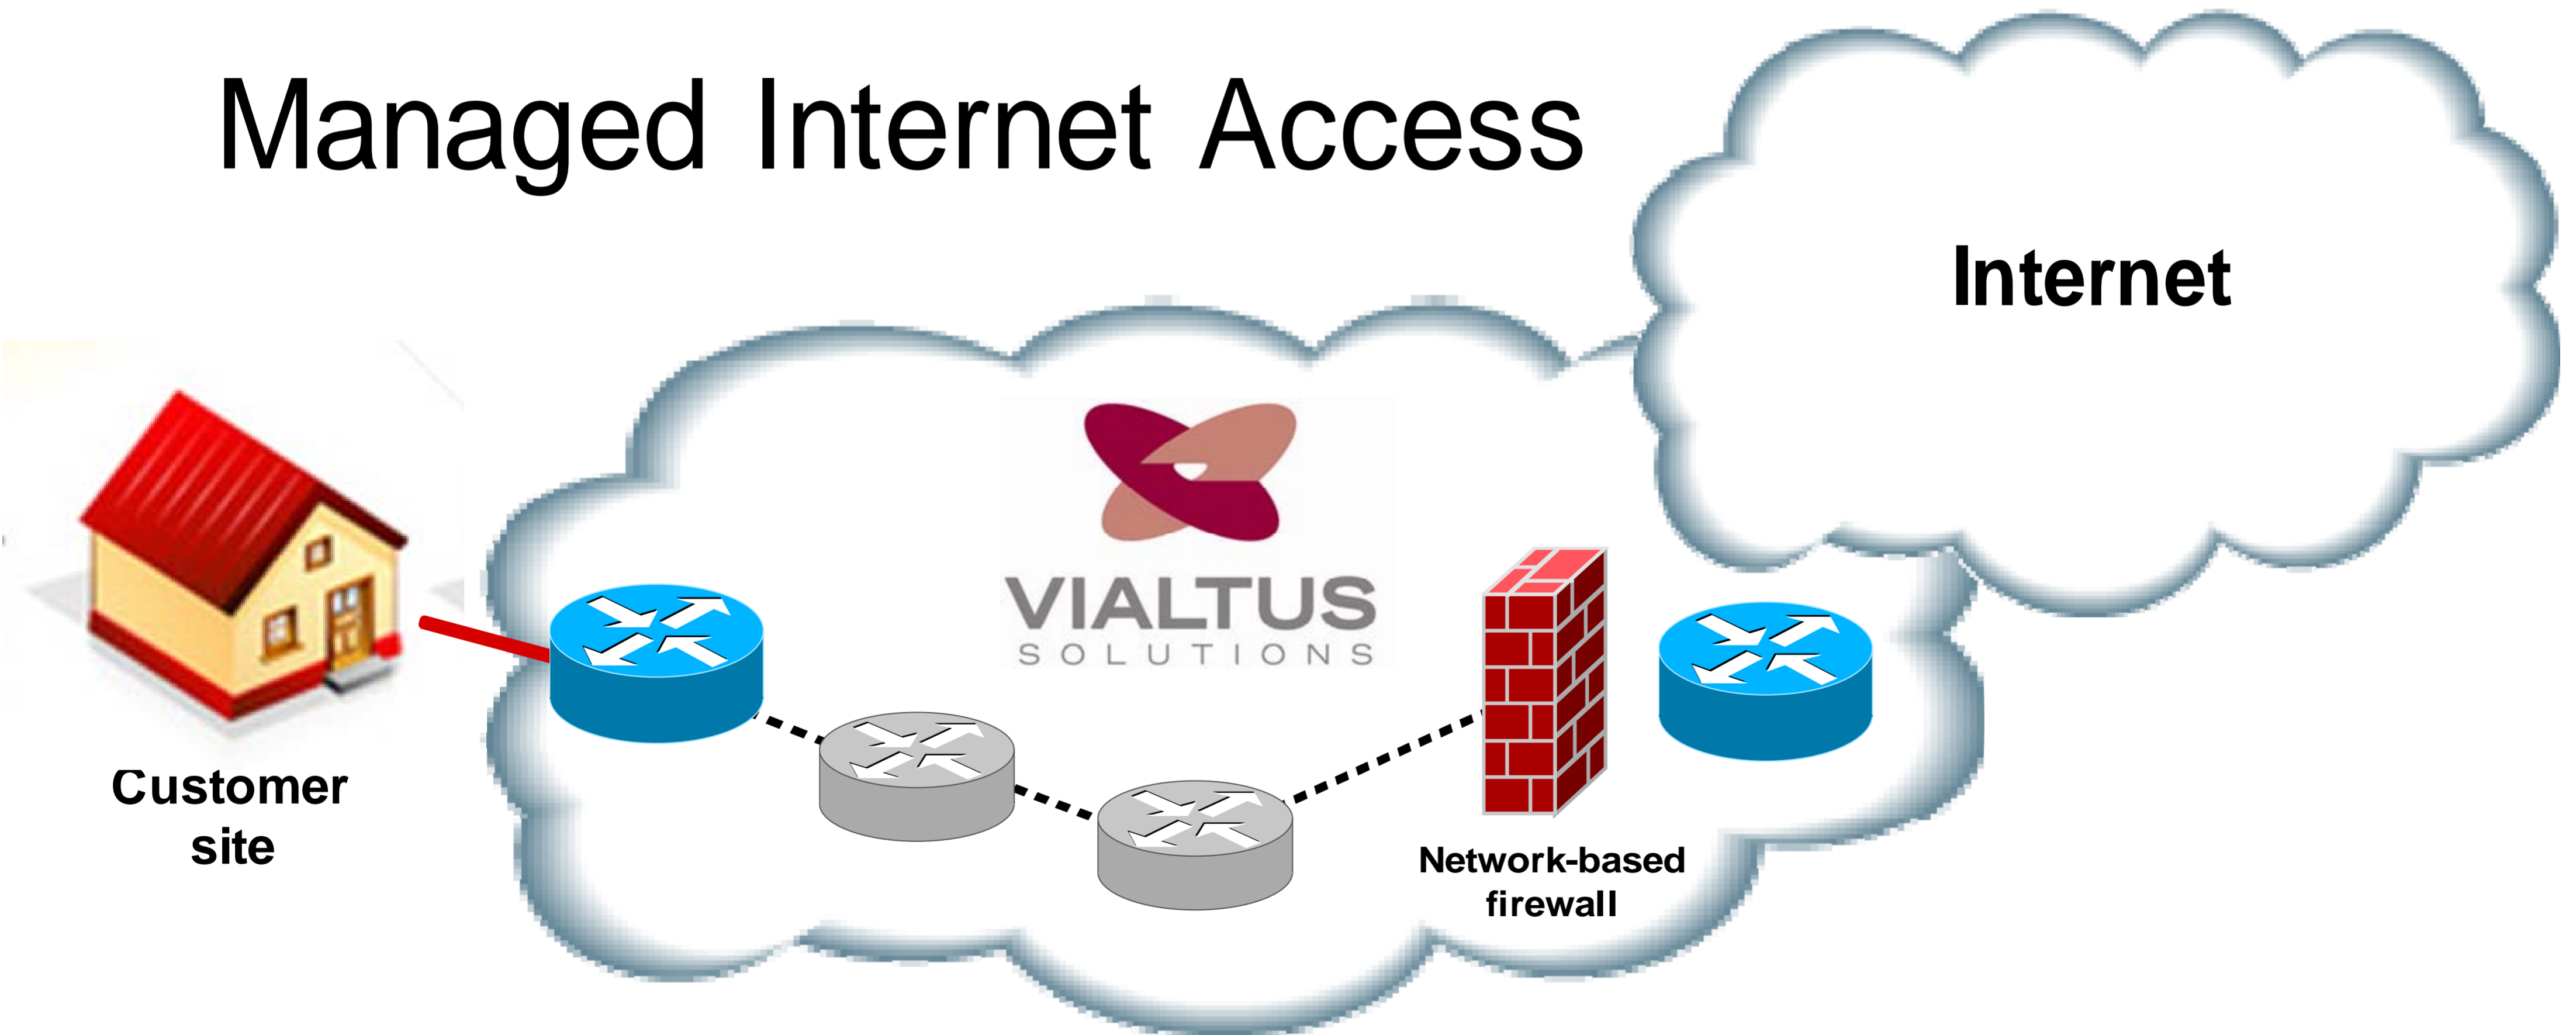 Managed Internet Access
Internet
VIALTUS
SOLUTIONS
Customer
site
Network-based
firewall